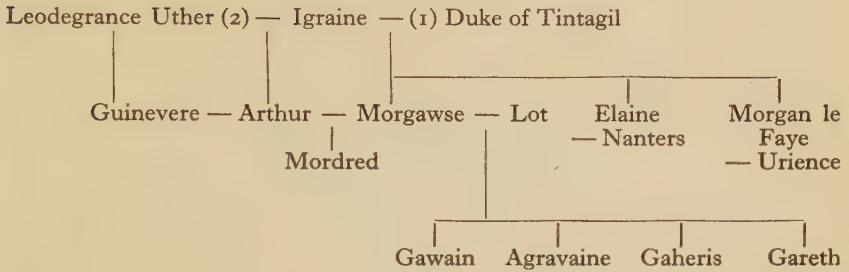 Leodegrance Uther (2) — Igraine — (1) Duke of Tintagil
Guinevere — Arthur — Morgawse — Lot Elaine Morgan le
— Nanters Faye
Mordred — Urience
Gawain Agravaine Gaheris Gareth